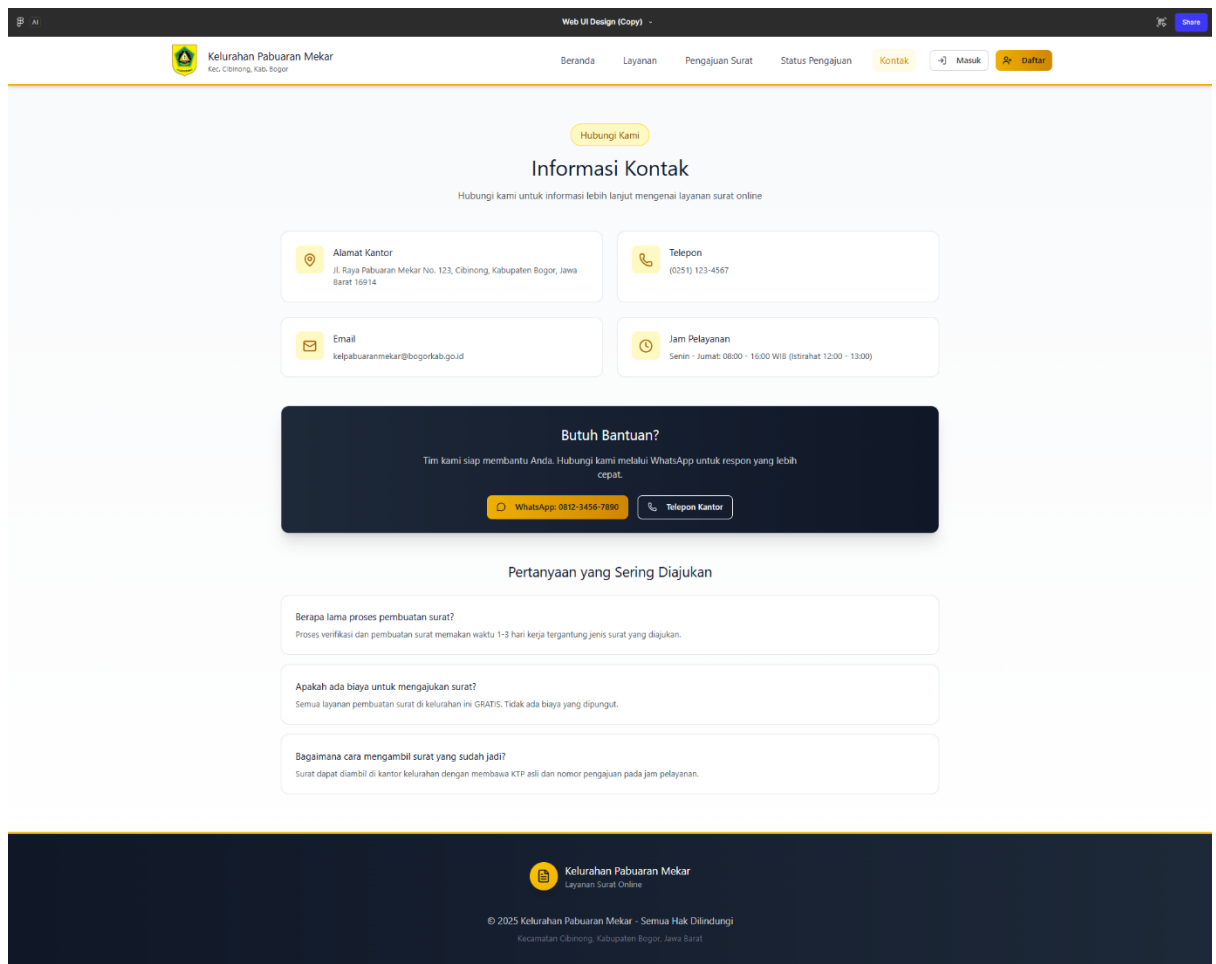 AI
Web UI Design (Copy)
Share
Kelurahan Pabuaran Mekar
Kec. Cibinong, Kab. Bogor
Beranda
Layanan
Pengajuan Surat
Status Pengajuan
Kontak
Masuk
Daftar
Hubungi Kami
Informasi Kontak
Hubungi kami untuk informasi lebih lanjut mengenai layanan surat online
Alamat Kantor
Jl. Raya Pabuaran Mekar No. 123, Cibinong, Kabupaten Bogor, Jawa
Barat 16914
Telepon
(0251) 123-4567
Email
kelpabuaranmekar@bogorkab.go.id
Jam Pelayanan
Senin - Jumat: 08:00 - 16:00 WIB (Istirahat 12:00 - 13:00)
Butuh Bantuan?
Tim kami siap membantu Anda. Hubungi kami melalui WhatsApp untuk respon yang lebih
cepat.
WhatsApp: 0812-3456-7890
Telepon Kantor
Pertanyaan yang Sering Diajukan
Berapa lama proses pembuatan surat?
Proses verifikasi dan pembuatan surat memakan waktu 1-3 hari kerja tergantung jenis surat yang diajukan.
Apakah ada biaya untuk mengajukan surat?
Semua layanan pembuatan surat di kelurahan ini GRATIS. Tidak ada biaya yang dipungut.
Bagaimana cara mengambil surat yang sudah jadi?
Surat dapat diambil di kantor kelurahan dengan membawa KTP asli dan nomor pengajuan pada jam pelayanan.
Kelurahan Pabuaran Mekar
Layanan Surat Online
© 2025 Kelurahan Pabuaran Mekar - Semua Hak Dilindungi
Kecamatan Cibinong, Kabupaten Bogor, Jawa Barat